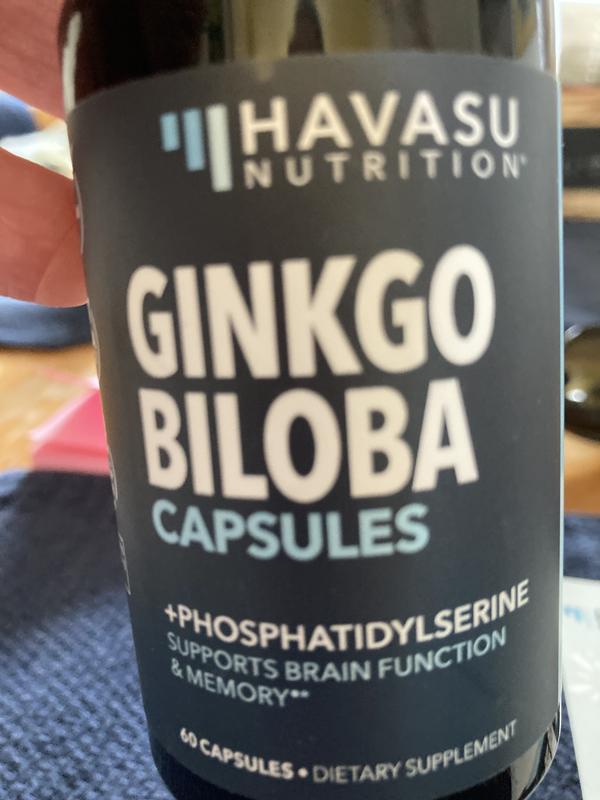 HAVASU
NUTRITION®
GINKGO
BILOBA
CAPSULES
+PHOSPHATIDYLSERINE
SUPPORTS BRAIN FUNCTION
& MEMORY**
60 CAPSULES • DIETARY SUPPLEMENT